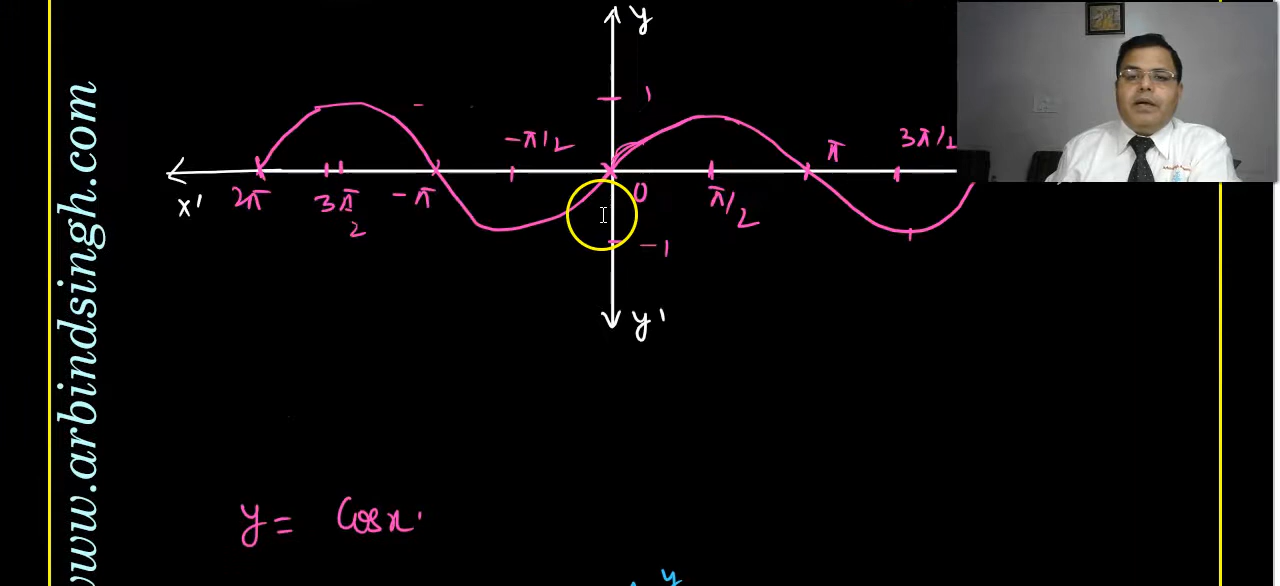 www.arbindsingh.com
y
1
-π/2
π
3π/2
x'
2π
3π
2
-π
0
π/2
-1
y'
y = Cosx
y